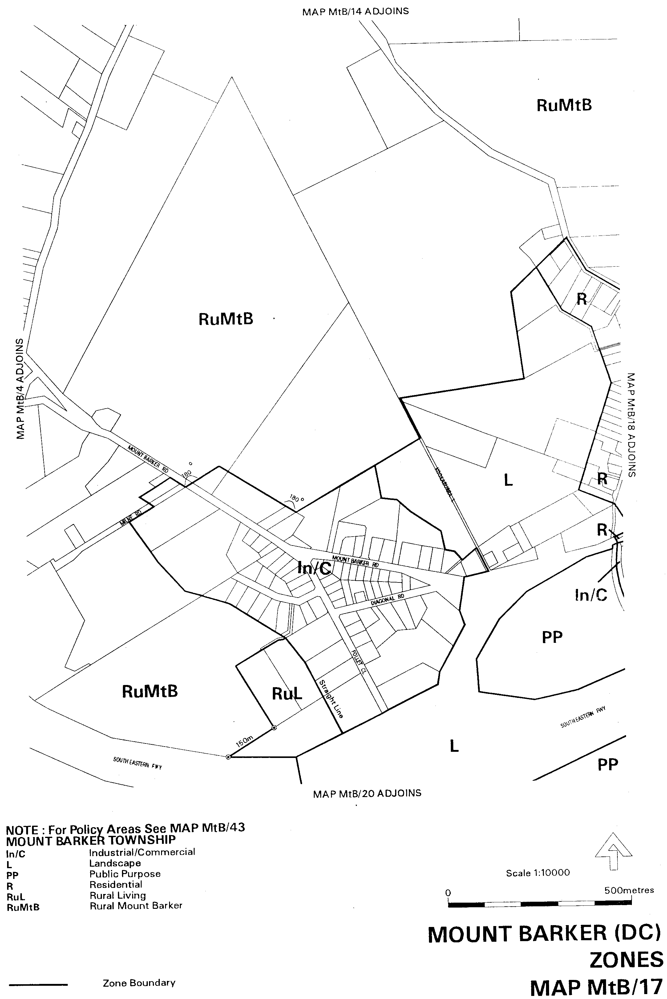 MAP MtB/14 ADJOINS
RuMtB
R
RuMtB
MAP MtB/4 ADJOINS
MAP MtB/18 ADJOINS
MOUNT BARKER RD
180 o
180 o
L
R
MILNE RD
R
In/C
MOUNT BARKER RD
In/C
DIAGONAL RD
PP
FOLLET CL
RuMtB
RuL
Straight Line
SOUTH EASTERN FWY
150m
L
SOUTH EASTERN FWY
PP
MAP MtB/20 ADJOINS
NOTE : For Policy Areas See MAP MtB/43
MOUNT BARKER TOWNSHIP
In/C Industrial/Commercial
L Landscape
PP Public Purpose
R Residential
RuL Rural Living
RuMtB Rural Mount Barker
Scale 1:10000
0 500metres
MOUNT BARKER (DC)
ZONES
MAP MtB/17
Zone Boundary